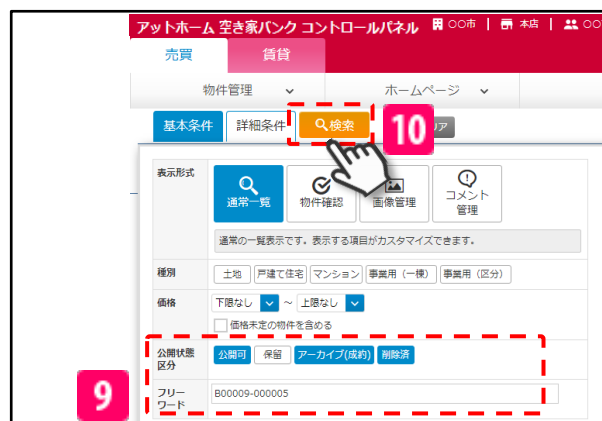 アットホーム 空き家バンク コントロールパネル 〇〇市 | 本店 | 〇〇
売買 賃貸
物件管理 ホームページ
基本条件 詳細条件 検索 10 リア
表示形式 通常一覧 物件確認 画像管理 コメント
管理
通常の一覧表示です。表示する項目がカスタマイズできます。
種別 土地 戸建て住宅 マンション 事業用（一棟） 事業用（区分）
価格 下限なし ～ 上限なし
価格未定の物件を含める
公開状態
区分 公開可 保留 アーカイブ(成約) 削除済
9 フリー
ワード B00009-000005